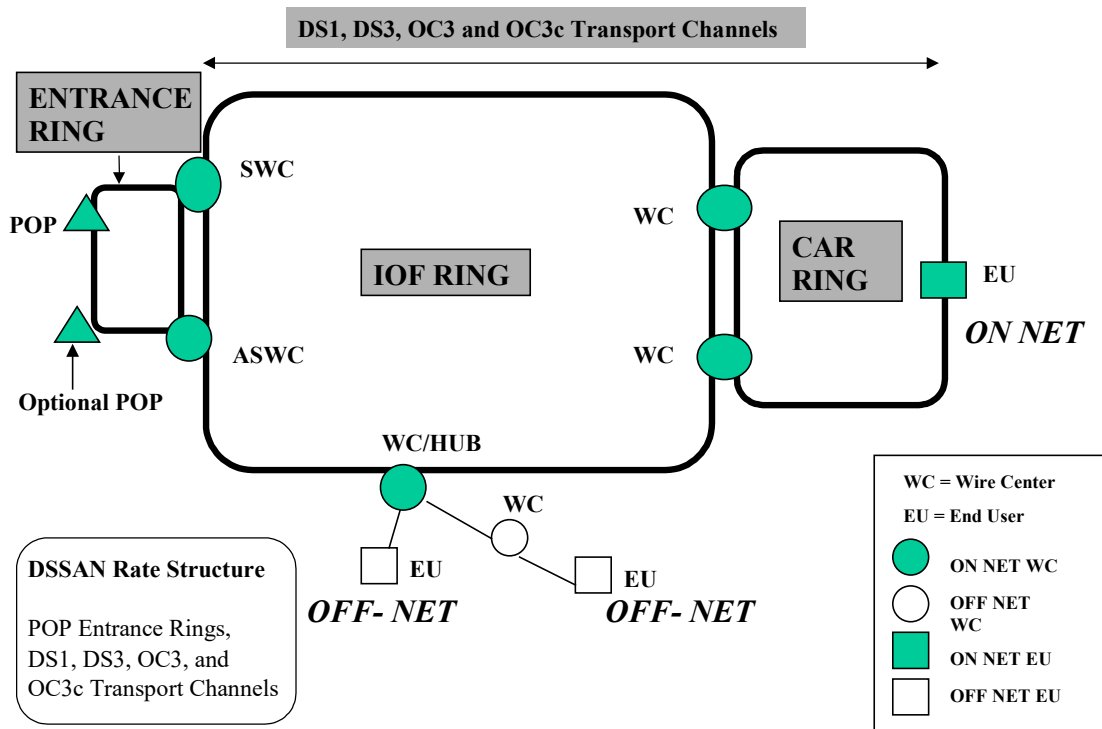 DS1, DS3, OC3 and OC3c Transport Channels
ENTRANCE
RING
SWC
POP
WC
CAR
RING
IOF RING
EU
ON NET
ASWC
WC
Optional POP
WC/HUB
WC
EU
OFF- NET
EU
OFF- NET
DSSAN Rate Structure
POP Entrance Rings,
DS1, DS3, OC3, and
OC3c Transport Channels
WC = Wire Center
EU = End User
ON NET WC
OFF NET
WC
ON NET EU
OFF NET EU